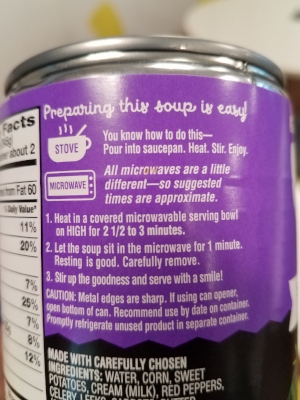 Preparing this soup is easy!
STOVE
You know how to do this—
Pour into saucepan. Heat. Stir. Enjoy.
MICROWAVE
All microwaves are a little
different—so suggested
times are approximate.
1. Heat in a covered microwavable serving bowl
on HIGH for 2 1/2 to 3 minutes.
2. Let the soup sit in the microwave for 1 minute.
Resting is good. Carefully remove.
3. Stir up the goodness and serve with a smile!
CAUTION: Metal edges are sharp. If using can opener,
open bottom of can. Recommend use by date on container.
Promptly refrigerate unused product in separate container.
MADE WITH CAREFULLY CHOSEN
INGREDIENTS: WATER, CORN, SWEET
POTATOES, CREAM (MILK), RED PEPPERS,
CELERY, LEEKS,
Facts
about 2
from Fat 60
% Daily Value*
11%
20%
7%
25%
7%
8%
12%